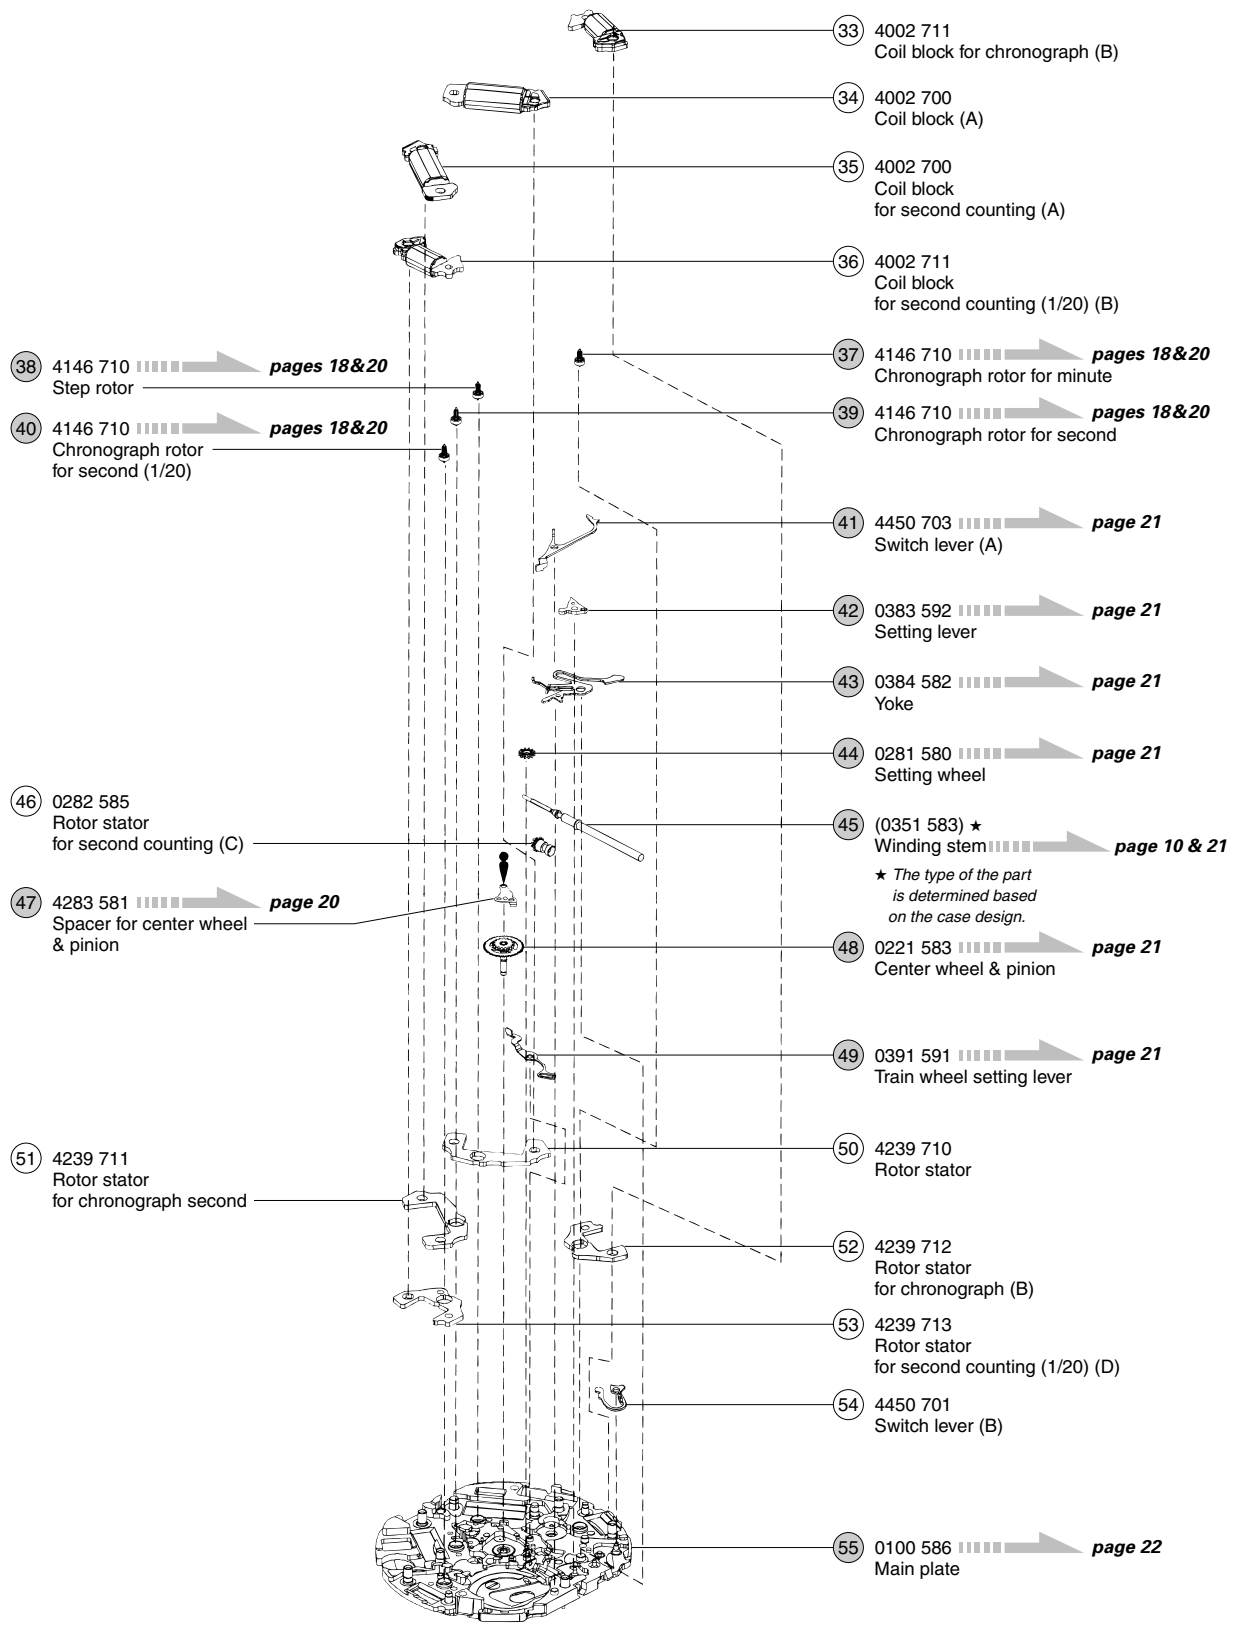 33 4002 711
Coil block for chronograph (B)
34 4002 700
Coil block (A)
35 4002 700
Coil block
for second counting (A)
36 4002 711
Coil block
for second counting (1/20) (B)
38 4146 710 pages 18&20
Step rotor
40 4146 710 pages 18&20
Chronograph rotor
for second (1/20)
37 4146 710 pages 18&20
Chronograph rotor for minute
39 4146 710 pages 18&20
Chronograph rotor for second
41 4450 703 page 21
Switch lever (A)
42 0383 592 page 21
Setting lever
43 0384 582 page 21
Yoke
44 0281 580 page 21
Setting wheel
46 0282 585
Rotor stator
for second counting (C)
45 (0351 583) ★
Winding stem page 10 & 21
★ The type of the part
is determined based
on the case design.
47 4283 581 page 20
Spacer for center wheel
& pinion
48 0221 583 page 21
Center wheel & pinion
49 0391 591 page 21
Train wheel setting lever
50 4239 710
Rotor stator
51 4239 711
Rotor stator
for chronograph second
52 4239 712
Rotor stator
for chronograph (B)
53 4239 713
Rotor stator
for second counting (1/20) (D)
54 4450 701
Switch lever (B)
55 0100 586 page 22
Main plate